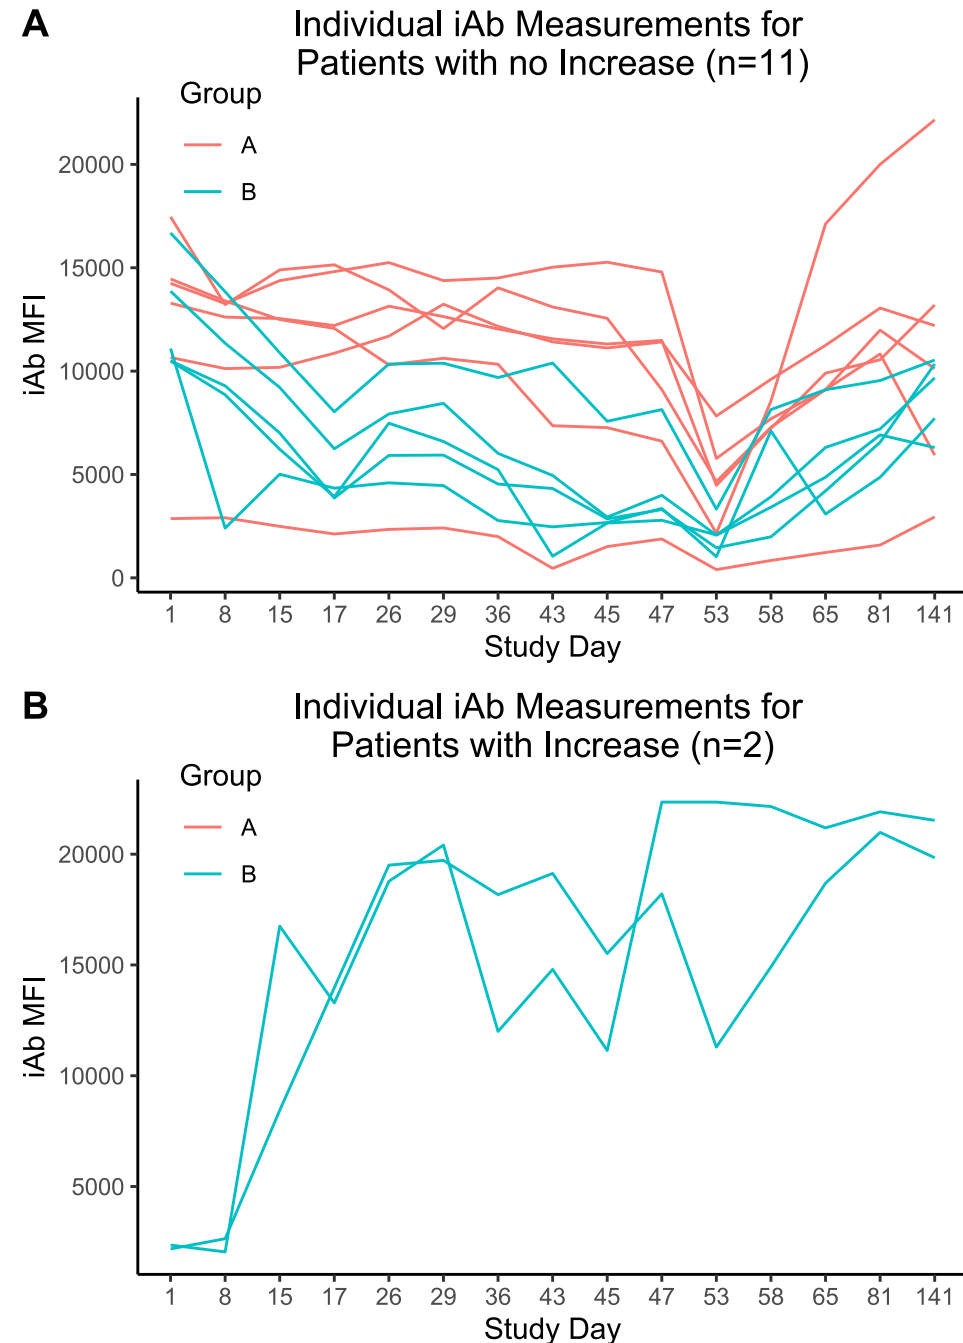 A
Individual iAb Measurements for
Patients with no Increase (n=11)
Group
A
B
iAb MFI
20000
15000
10000
5000
0
1 8 15 17 26 29 36 43 45 47 53 58 65 81 141
Study Day
B
Individual iAb Measurements for
Patients with Increase (n=2)
Group
A
B
iAb MFI
20000
15000
10000
5000
1 8 15 17 26 29 36 43 45 47 53 58 65 81 141
Study Day